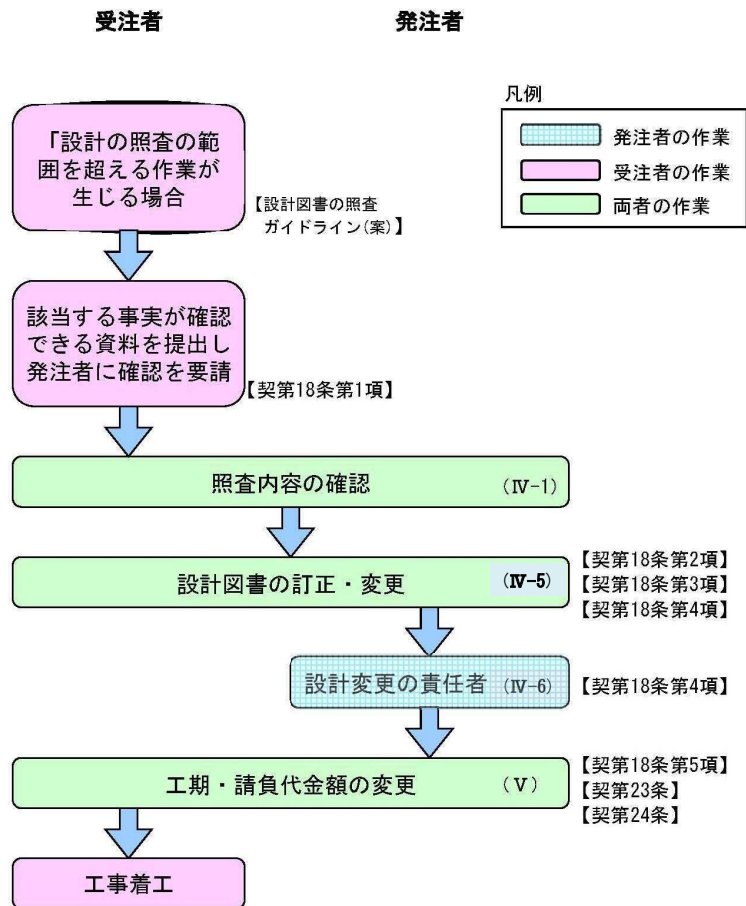 受注者
発注者
凡例
発注者の作業
受注者の作業
両者の作業
「設計の照査の範
囲を超える作業が
生じる場合
【設計図書の照査
ガイドライン(案)】
該当する事実が確認
できる資料を提出し
発注者に確認を要請
【契第18条第1項】
照査内容の確認 (Ⅳ-1)
設計図書の訂正・変更 (Ⅳ-5)
【契第18条第2項】
【契第18条第3項】
【契第18条第4項】
設計変更の責任者 (Ⅳ-6)
【契第18条第4項】
工期・請負代金額の変更 (Ⅴ)
【契第18条第5項】
【契第23条】
【契第24条】
工事着工